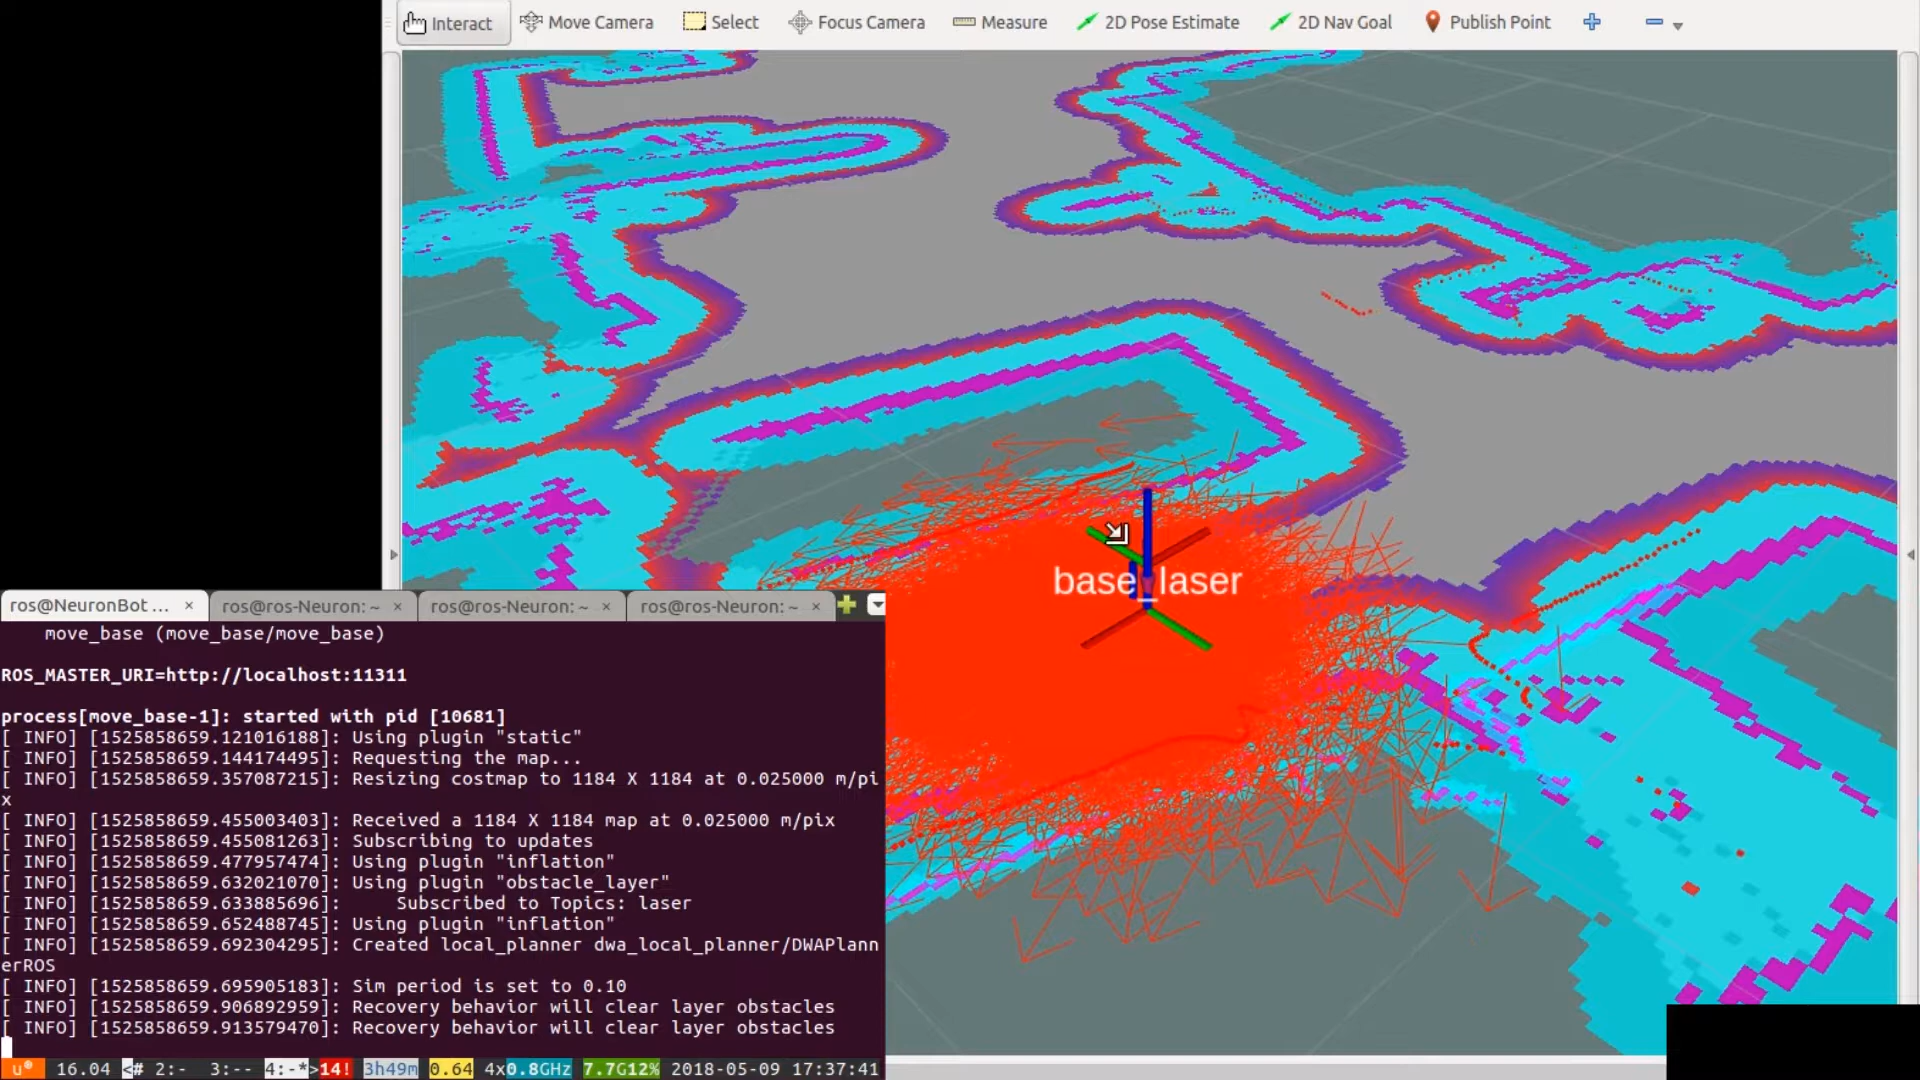 Interact Move Camera Select Focus Camera Measure 2D Pose Estimate 2D Nav Goal Publish Point
base_laser
ros@NeuronBot ... × ros@ros-Neuron: ~ × ros@ros-Neuron: ~ × ros@ros-Neuron: ~ ×
move_base (move_base/move_base)
ROS_MASTER_URI=http://localhost:11311
process[move_base-1]: started with pid [10681]
[ INFO] [1525858659.121016188]: Using plugin "static"
[ INFO] [1525858659.144174495]: Requesting the map...
[ INFO] [1525858659.357087215]: Resizing costmap to 1184 X 1184 at 0.025000 m/pi
x
[ INFO] [1525858659.455003403]: Received a 1184 X 1184 map at 0.025000 m/pix
[ INFO] [1525858659.455081263]: Subscribing to updates
[ INFO] [1525858659.477957474]: Using plugin "inflation"
[ INFO] [1525858659.632021070]: Using plugin "obstacle_layer"
[ INFO] [1525858659.633885696]:     Subscribed to Topics: laser
[ INFO] [1525858659.652488745]: Using plugin "inflation"
[ INFO] [1525858659.692304295]: Created local_planner dwa_local_planner/DWAPlann
erROS
[ INFO] [1525858659.695905183]: Sim period is set to 0.10
[ INFO] [1525858659.906892959]: Recovery behavior will clear layer obstacles
[ INFO] [1525858659.913579470]: Recovery behavior will clear layer obstacles
u® 16.04 <# 2:- 3:-- 4:-*>14! 3h49m 0.64 4x0.8GHz 7.7G12% 2018-05-09 17:37:41